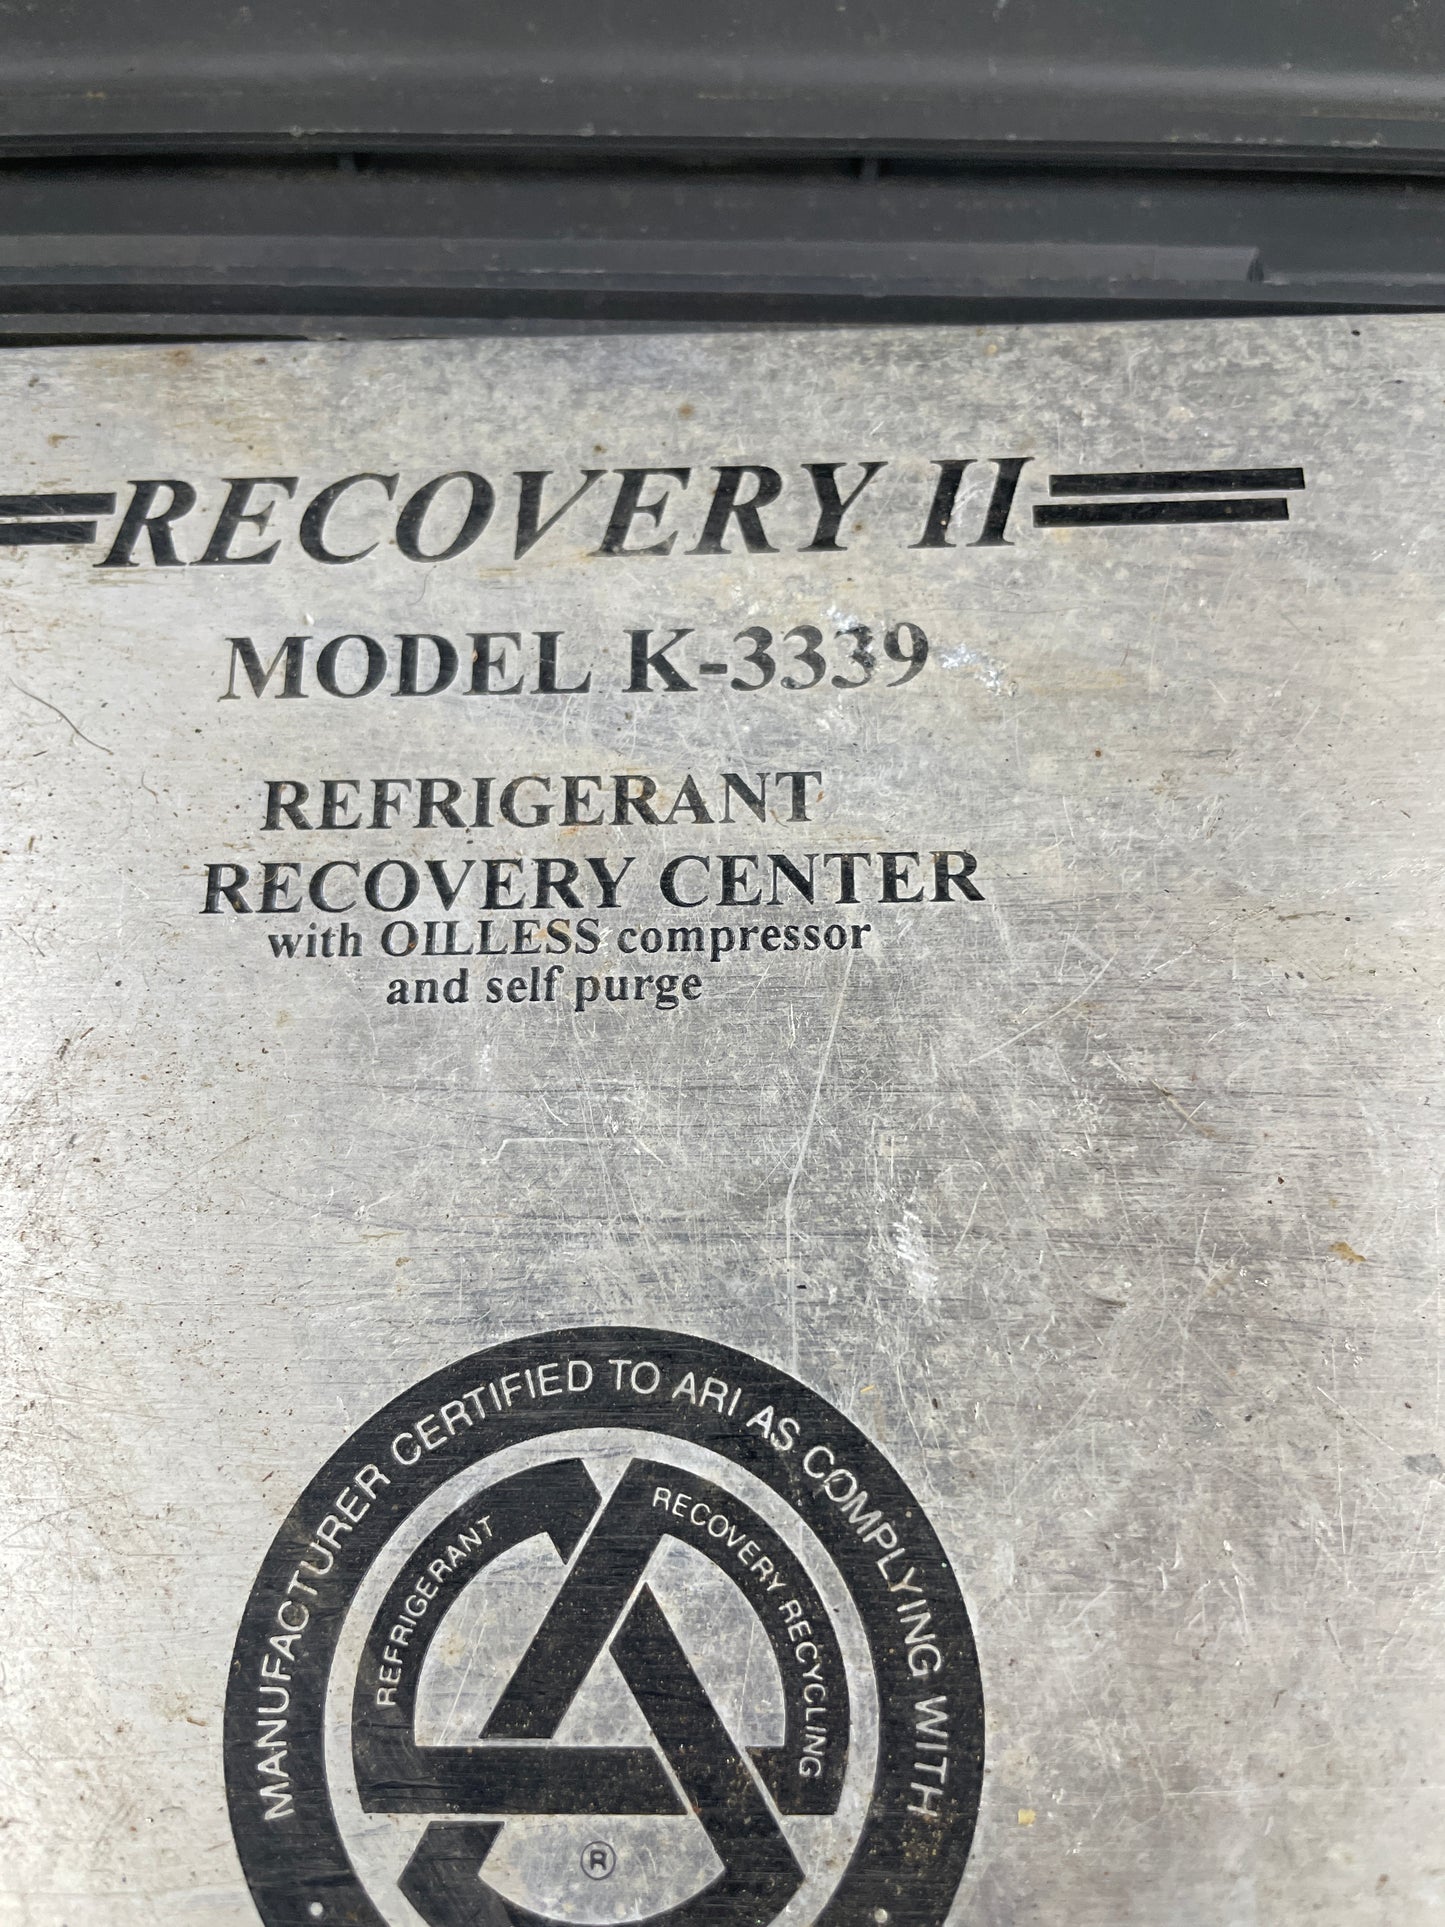 RECOVERY II
MODEL K-3339
REFRIGERANT
RECOVERY CENTER
with OILLESS compressor
and self purge
MANUFACTURER CERTIFIED TO ARI AS COMPLYING WITH
REFRIGERANT RECOVERY RECYCLING
®